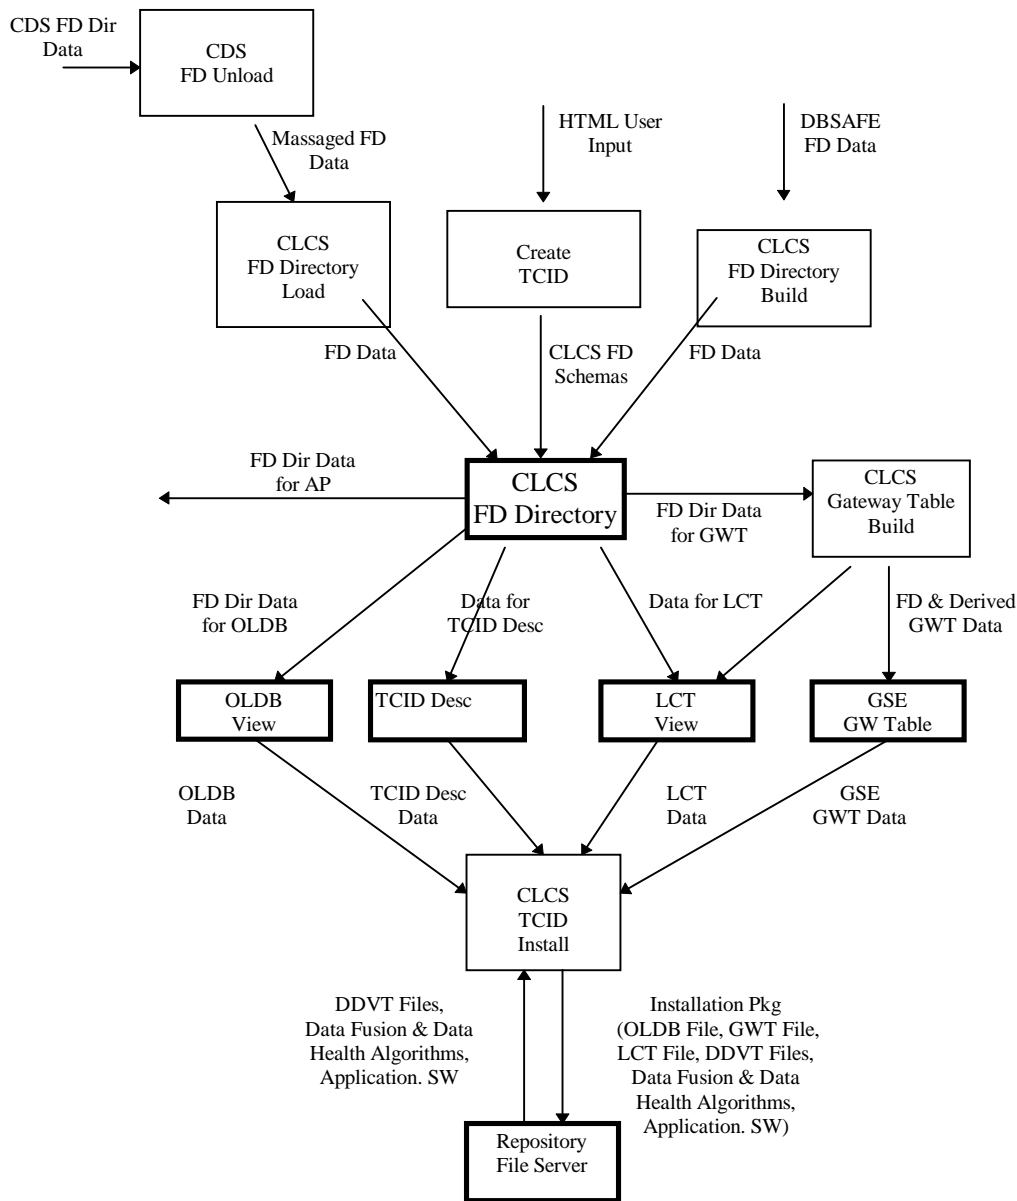 CDS FD Dir
Data
CDS
FD Unload
Massaged FD
Data
HTML User
Input
DBSAFE
FD Data
CLCS
FD Directory
Load
Create
TCID
CLCS
FD Directory
Build
FD Data
CLCS FD
Schemas
FD Data
FD Dir Data
for AP
CLCS
FD Directory
FD Dir Data
for GWT
CLCS
Gateway Table
Build
FD Dir Data
for OLDB
Data for
TCID Desc
Data for LCT
FD & Derived
GWT Data
OLDB
View
TCID Desc
LCT
View
GSE
GW Table
OLDB
Data
TCID Desc
Data
LCT
Data
GSE
GWT Data
CLCS
TCID
Install
DDVT Files,
Data Fusion & Data
Health Algorithms,
Application. SW
Installation Pkg
(OLDB File, GWT File,
LCT File, DDVT Files,
Data Fusion & Data
Health Algorithms,
Application. SW)
Repository
File Server